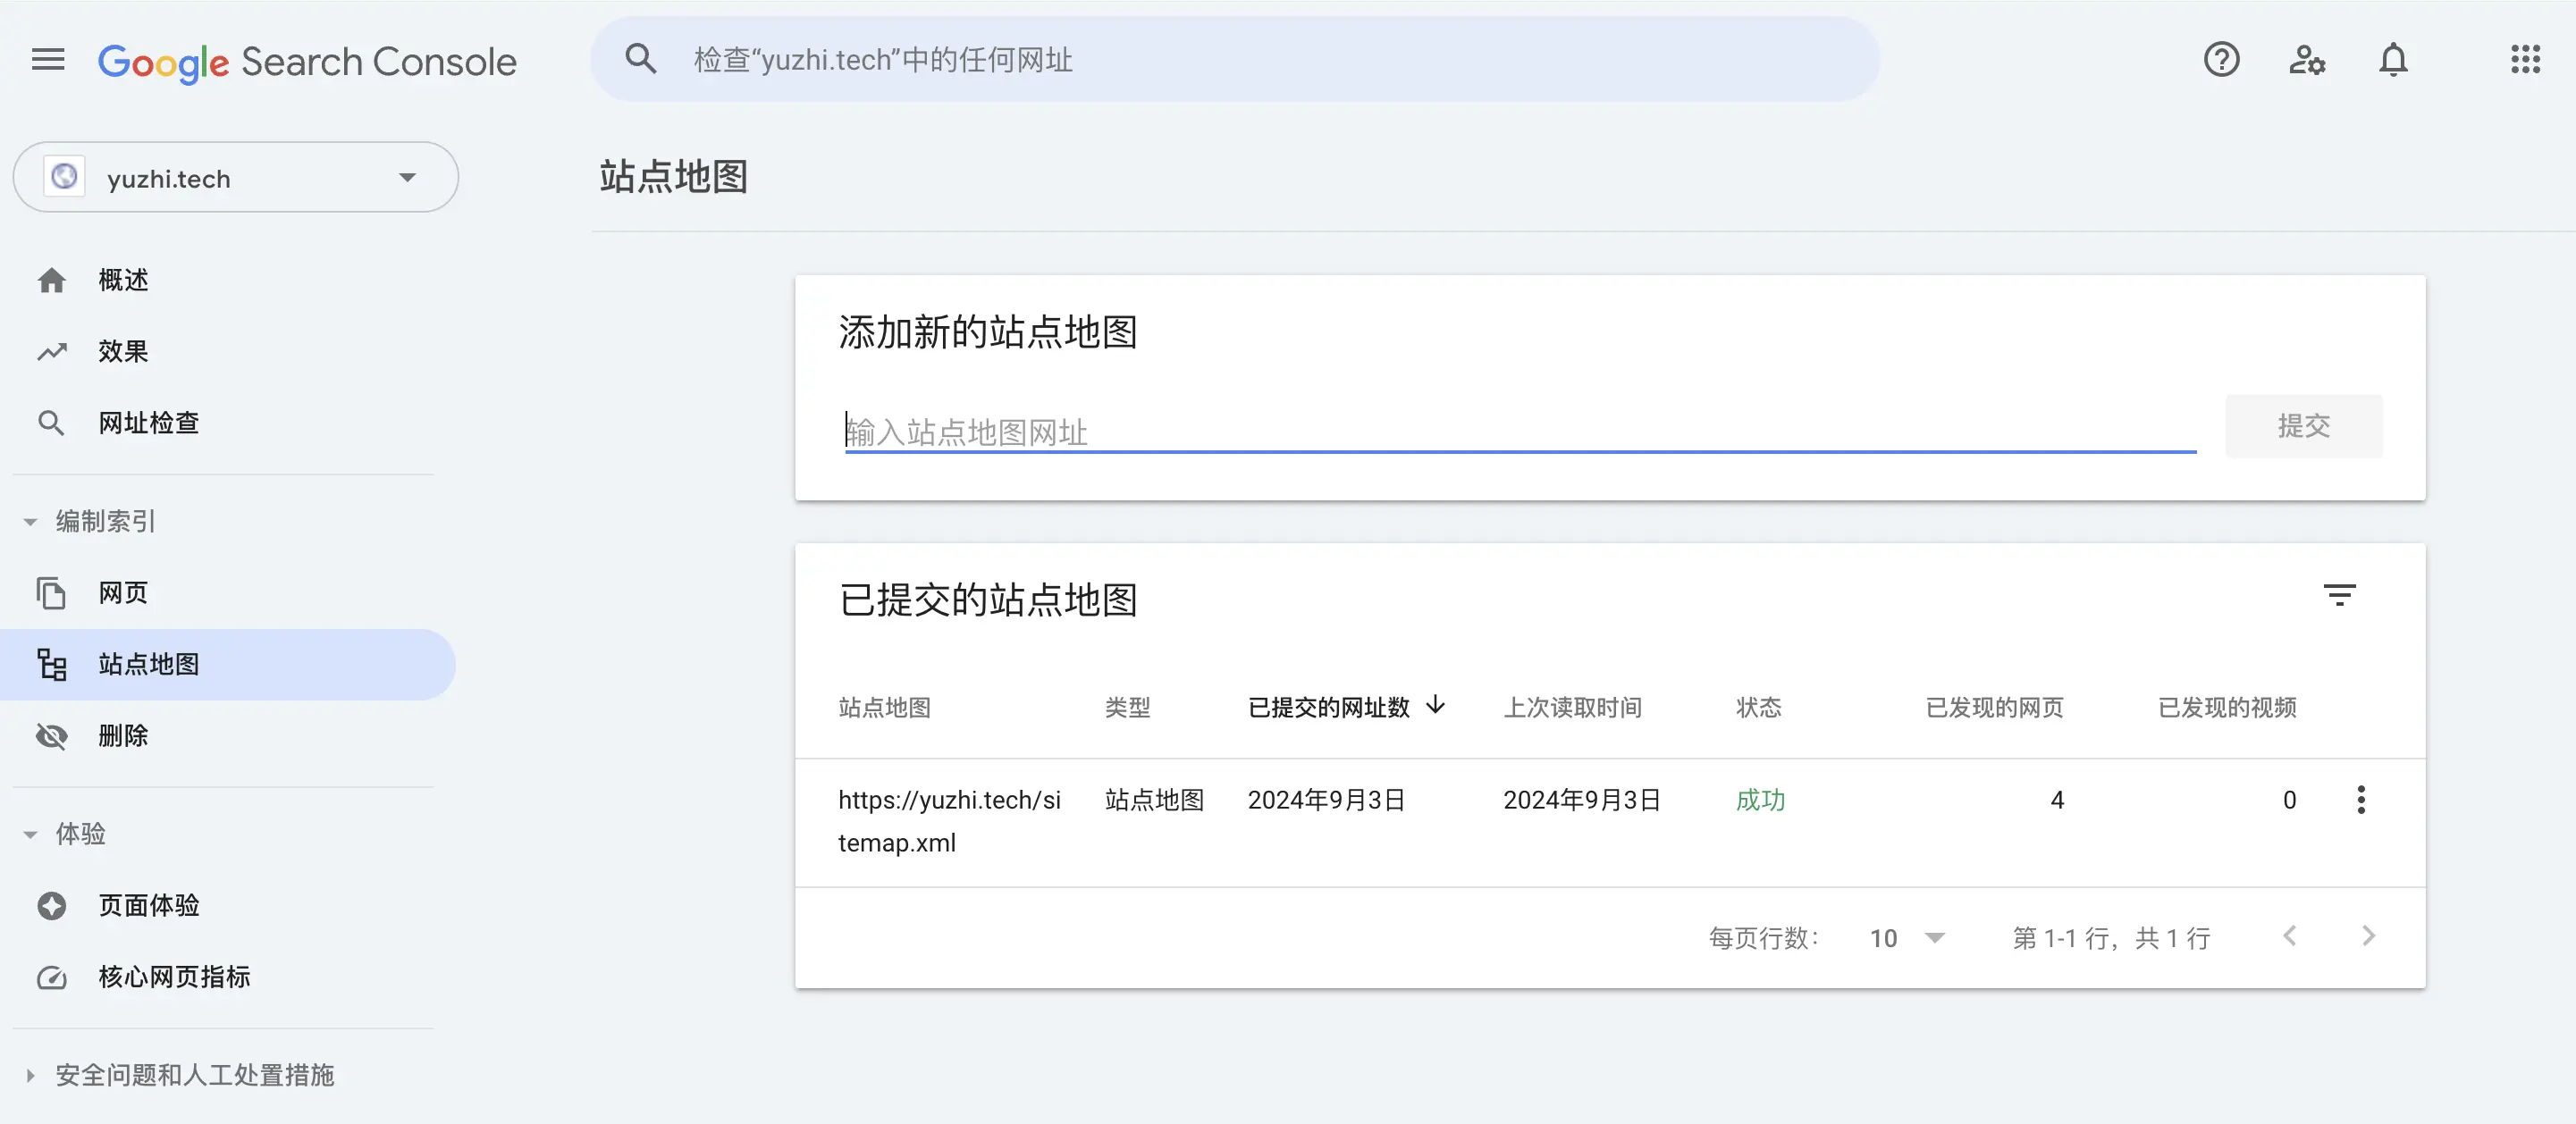 Google Search Console
检查“yuzhi.tech”中的任何网址
yuzhi.tech
概述
效果
网址检查
编制索引
网页
站点地图
删除
体验
页面体验
核心网页指标
安全问题和人工处置措施
站点地图
添加新的站点地图
输入站点地图网址
提交
已提交的站点地图
站点地图 类型 已提交的网址数 上次读取时间 状态 已发现的网页 已发现的视频
https://yuzhi.tech/si 站点地图 2024年9月3日 2024年9月3日 成功 4 0
temap.xml
每页行数： 10 第 1-1 行，共 1 行